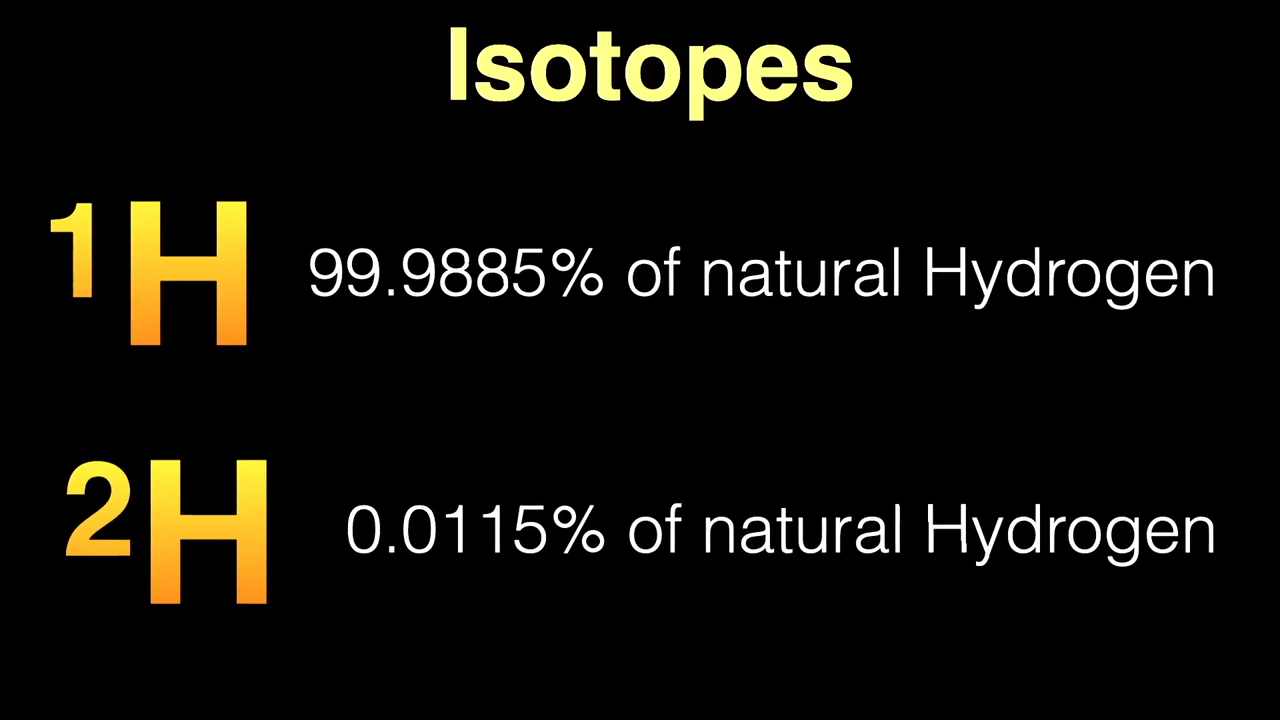 Isotopes
¹H 99.9885% of natural Hydrogen
²H 0.0115% of natural Hydrogen